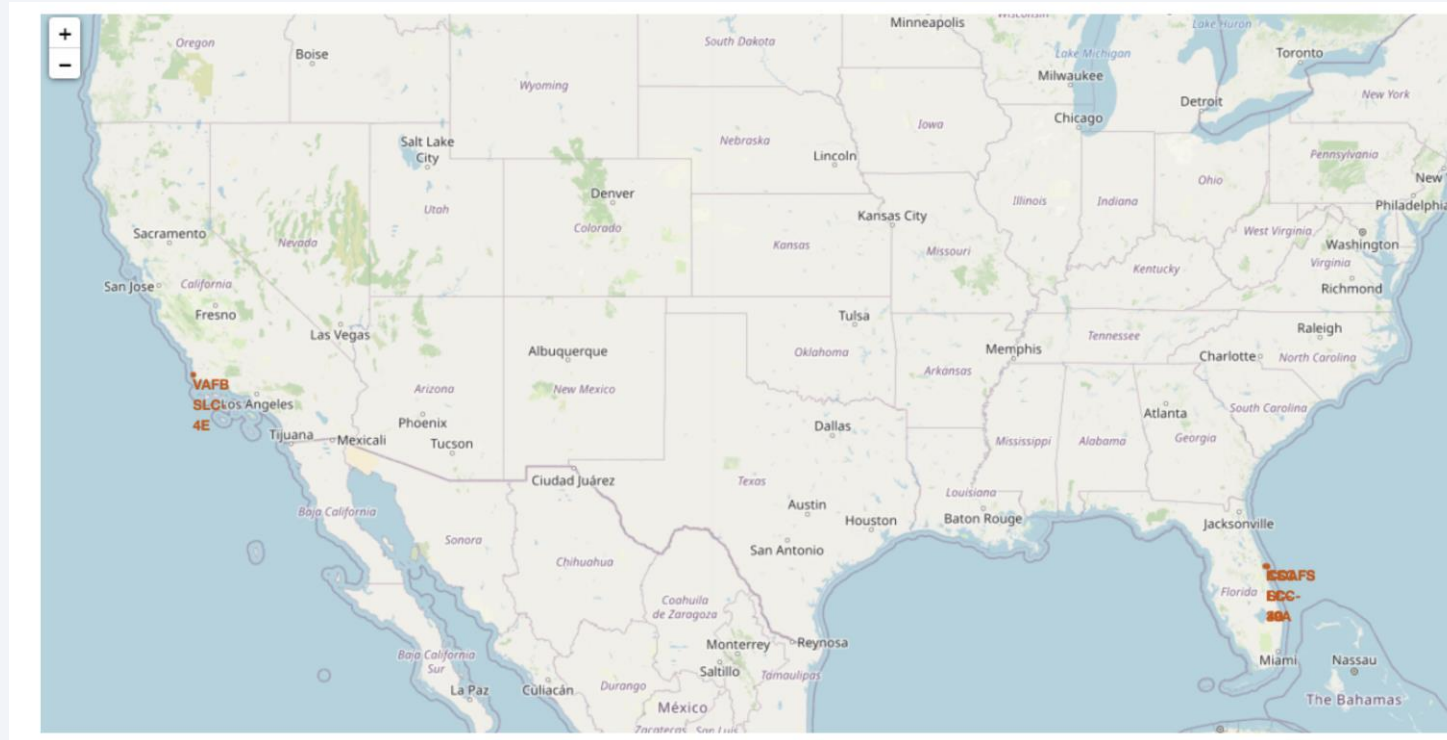 +
−
Oregon
Boise
South Dakota
Minneapolis
Wisconsin
Lake Huron
Lake Michigan
Toronto
Milwaukee
Wyoming
Detroit
New York
Chicago
Iowa
Salt Lake
City
Nebraska
Lincoln
Pennsylvania
New
Ohio
Denver
Utah
Illinois
Indiana
Philadelphia
Kansas City
Sacramento
Nevada
Colorado
Kansas
Missouri
West Virginia
Washington
Virginia
Kentucky
San Jose
California
Richmond
Fresno
Tulsa
Las Vegas
Raleigh
Tennessee
Albuquerque
Oklahoma
Memphis
Charlotte
North Carolina
Arkansas
VAFB
SLC-
4E
Los Angeles
Arizona
New Mexico
South Carolina
Atlanta
Phoenix
Dallas
Tijuana
Mexicali
Tucson
Mississippi
Alabama
Georgia
Ciudad Juárez
Texas
Louisiana
Austin
Baja California
Houston
Baton Rouge
Jacksonville
Sonora
San Antonio
Chihuahua
Florida
Coahuila
de Zaragoza
Monterrey
Reynosa
Baja California
Sur
Saltillo
Tamaulipas
Miami
Nassau
La Paz
Culiacán
Durango
México
The Bahamas
Zacatecas
San Luis